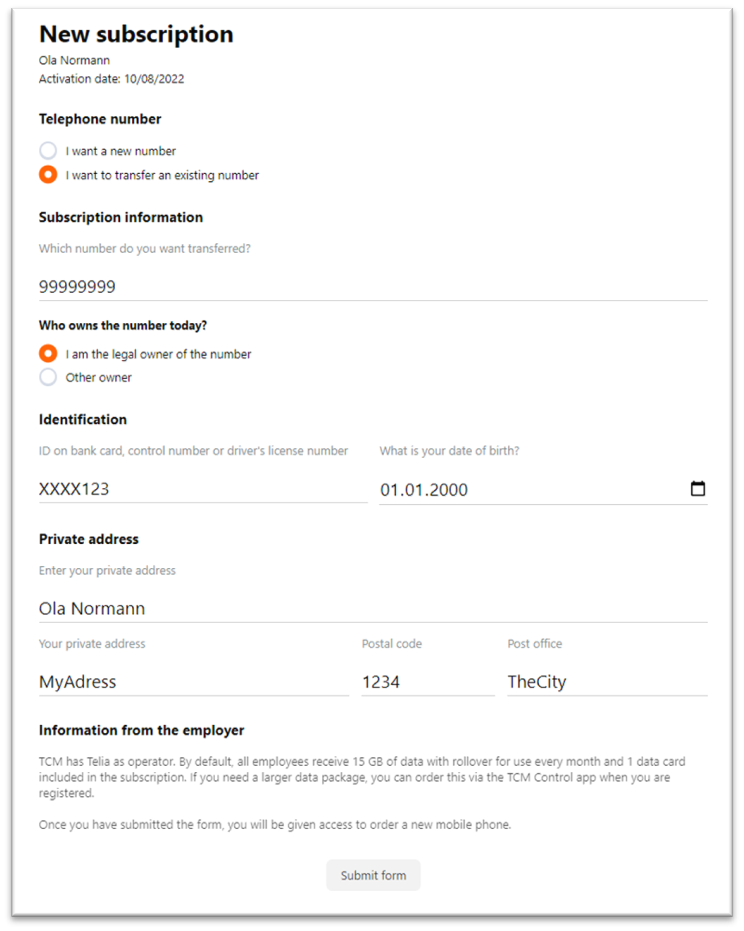 New subscription
Ola Normann
Activation date: 10/08/2022
Telephone number
I want a new number
I want to transfer an existing number
Subscription information
Which number do you want transferred?
99999999
Who owns the number today?
I am the legal owner of the number
Other owner
Identification
ID on bank card, control number or driver's license number
What is your date of birth?
XXXX123
01.01.2000
Private address
Enter your private address
Ola Normann
Your private address
Postal code
Post office
MyAdress
1234
TheCity
Information from the employer
TCM has Telia as operator. By default, all employees receive 15 GB of data with rollover for use every month and 1 data card
included in the subscription. If you need a larger data package, you can order this via the TCM Control app when you are
registered.
Once you have submitted the form, you will be given access to order a new mobile phone.
Submit form